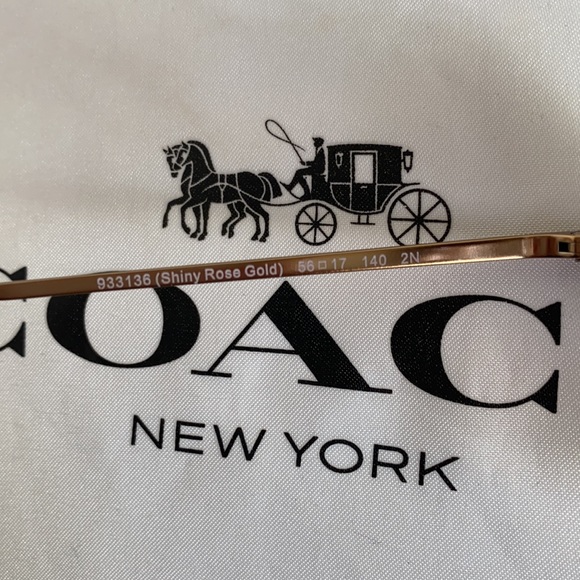 933136 (Shiny Rose Gold) 56□17 140 2N
COAC
NEW YORK